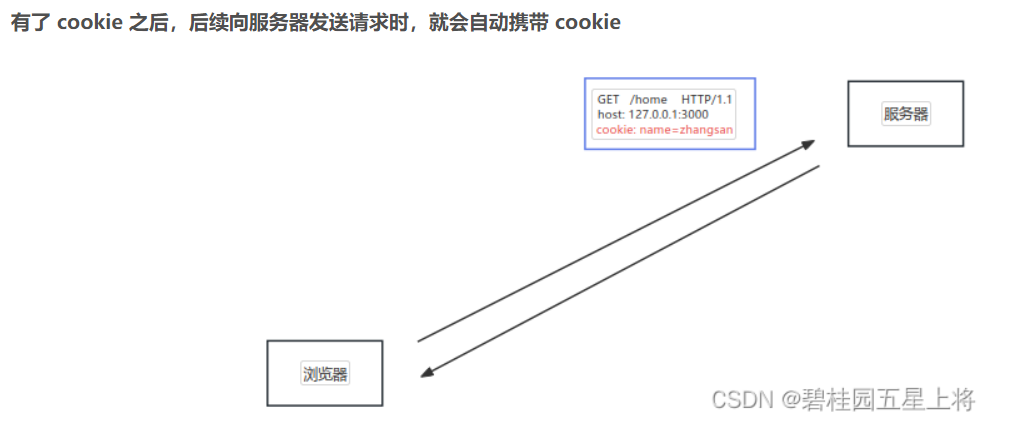 有了 cookie 之后，后续向服务器发送请求时，就会自动携带 cookie
GET /home HTTP/1.1
host: 127.0.0.1:3000
cookie: name=zhangsan
服务器
浏览器
CSDN @碧桂园五星上将